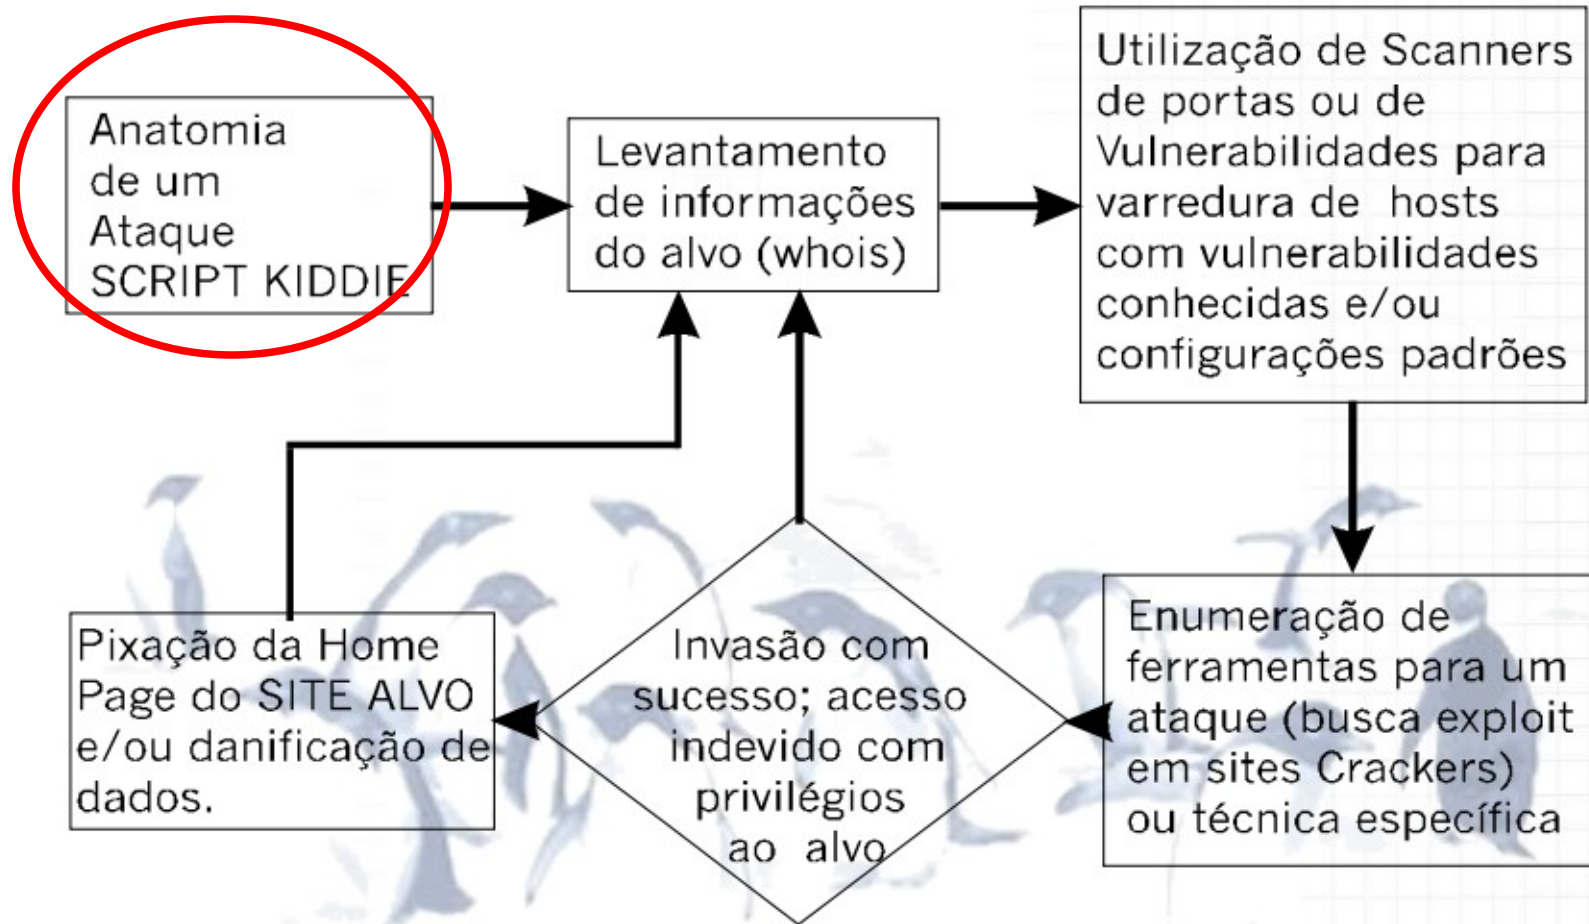 Anatomia
de um
Ataque
SCRIPT KIDDIE
Levantamento
de informações
do alvo (whois)
Utilização de Scanners
de portas ou de
Vulnerabilidades para
varredura de hosts
com vulnerabilidades
conhecidas e/ou
configurações padrões
Enumeração de
ferramentas para um
ataque (busca exploit
em sites Crackers)
ou técnica específica
Invasão com
sucesso; acesso
indevido com
privilégios
ao alvo
Pixação da Home
Page do SITE ALVO
e/ou danificação de
dados.